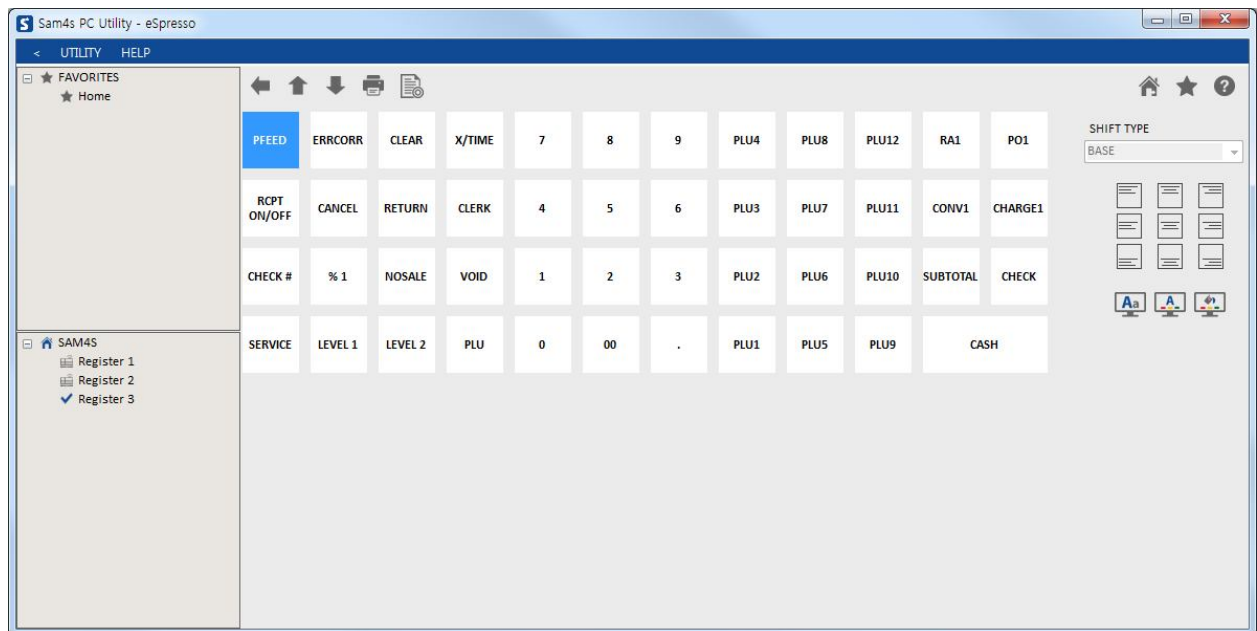 Sam4s PC Utility - eSpresso
< UTILITY HELP
FAVORITES
Home
PFEED ERRCORR CLEAR X/TIME 7 8 9 PLU4 PLU8 PLU12 RA1 PO1
RCPT ON/OFF CANCEL RETURN CLERK 4 5 6 PLU3 PLU7 PLU11 CONV1 CHARGE1
CHECK # % 1 NOSALE VOID 1 2 3 PLU2 PLU6 PLU10 SUBTOTAL CHECK
SERVICE LEVEL 1 LEVEL 2 PLU 0 00 . PLU1 PLU5 PLU9 CASH
SHIFT TYPE
BASE
Aa A
SAM4S
Register 1
Register 2
Register 3